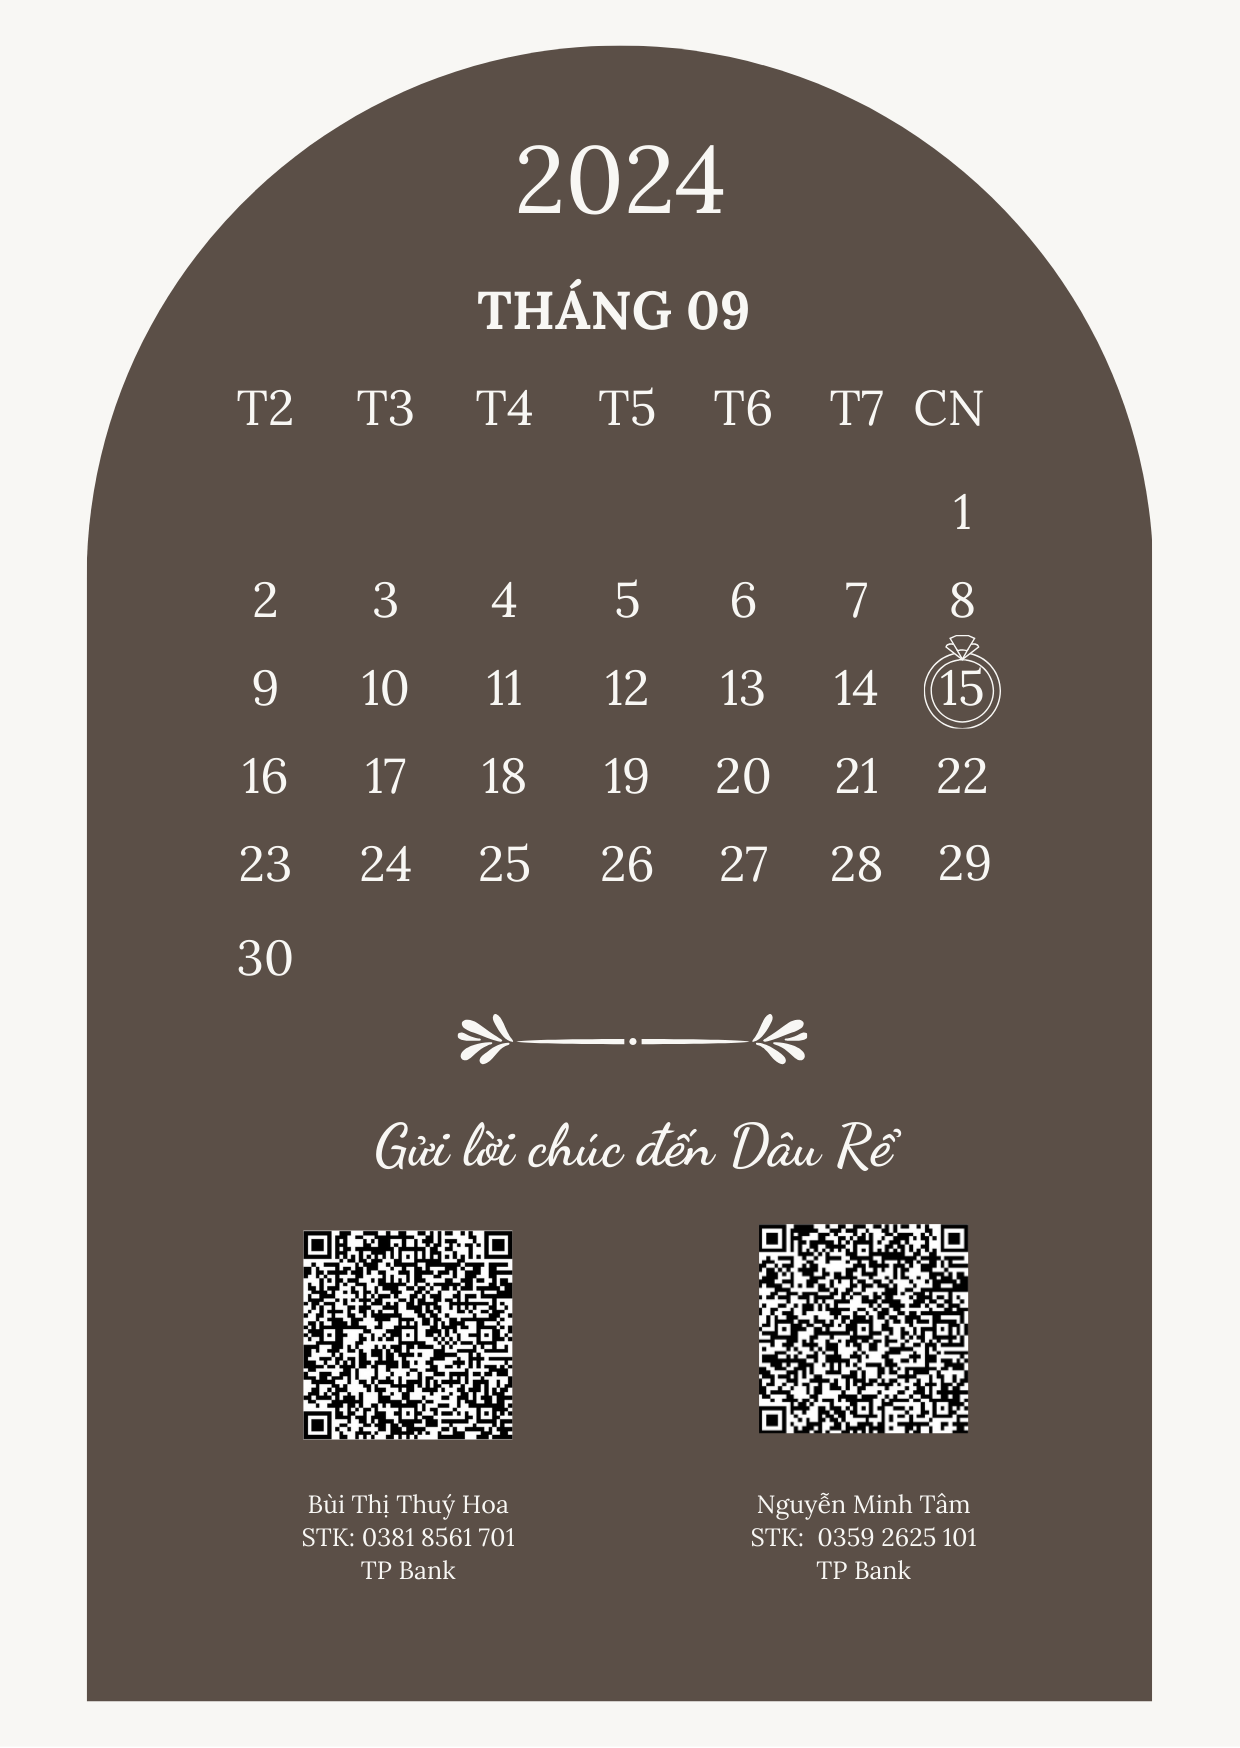 2024
THÁNG 09
T2 T3 T4 T5 T6 T7 CN
1
2 3 4 5 6 7 8
9 10 11 12 13 14 15
16 17 18 19 20 21 22
23 24 25 26 27 28 29
30
Gửi lời chúc đến Dâu Rể
Bùi Thị Thuý Hoa
STK: 0381 8561 701
TP Bank
Nguyễn Minh Tâm
STK: 0359 2625 101
TP Bank